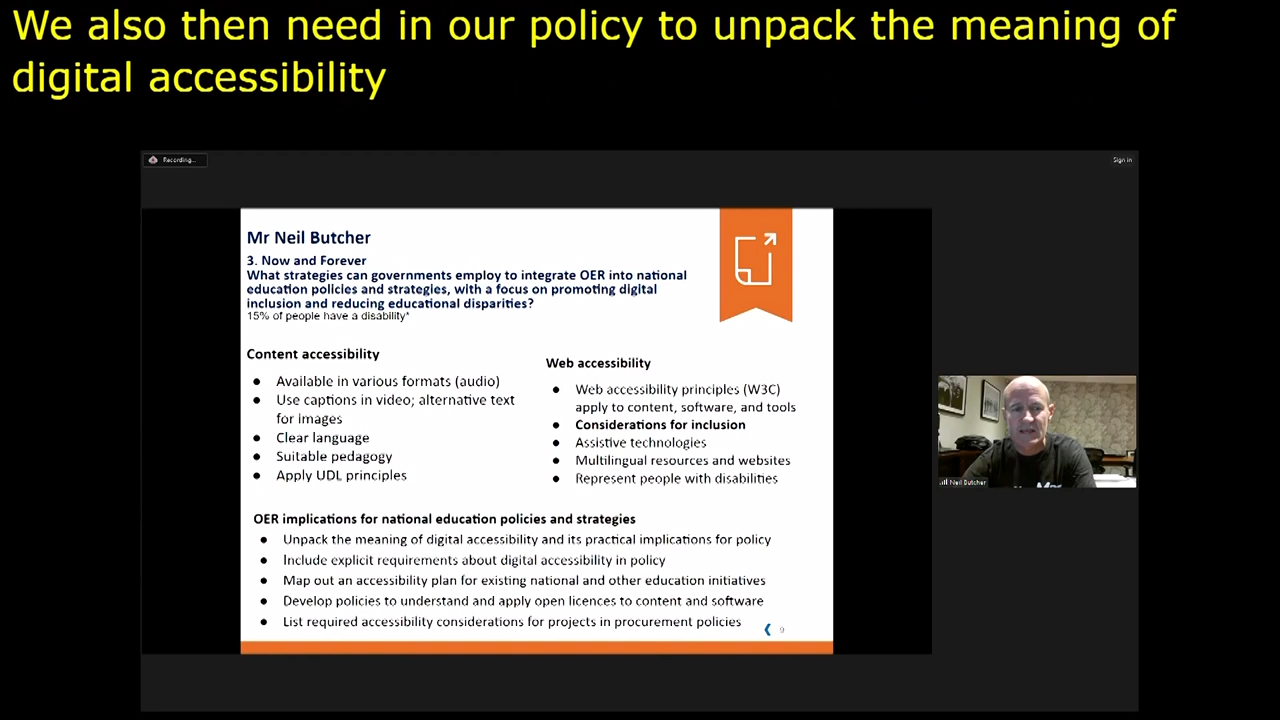 We also then need in our policy to unpack the meaning of
digital accessibility
Recording...
Sign in
Mr Neil Butcher
3. Now and Forever
What strategies can governments employ to integrate OER into national
education policies and strategies, with a focus on promoting digital
inclusion and reducing educational disparities?
15% of people have a disability*
Content accessibility
● Available in various formats (audio)
● Use captions in video; alternative text
for images
● Clear language
● Suitable pedagogy
● Apply UDL principles
Web accessibility
● Web accessibility principles (W3C)
apply to content, software, and tools
● Considerations for inclusion
● Assistive technologies
● Multilingual resources and websites
● Represent people with disabilities
OER implications for national education policies and strategies
● Unpack the meaning of digital accessibility and its practical implications for policy
● Include explicit requirements about digital accessibility in policy
● Map out an accessibility plan for existing national and other education initiatives
● Develop policies to understand and apply open licences to content and software
● List required accessibility considerations for projects in procurement policies
9
Neil Butcher